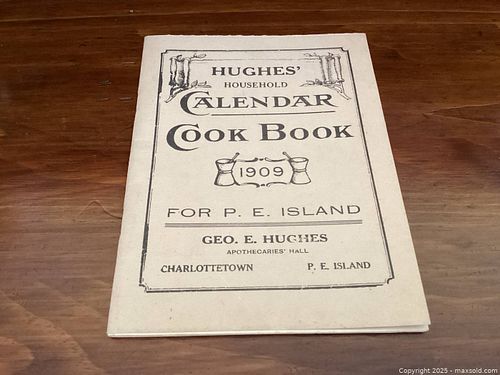 HUGHES'
HOUSEHOLD
CALENDAR
COOK BOOK
1909
FOR P. E. ISLAND
GEO. E. HUGHES
APOTHECARIES' HALL
CHARLOTTETOWN P. E. ISLAND
Copyright 2025 - maxsold.com